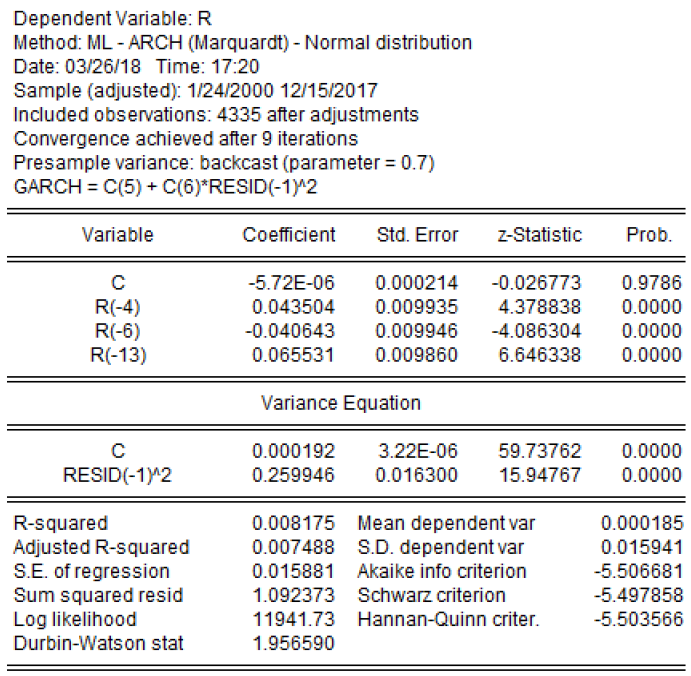 Dependent Variable: R
Method: ML - ARCH (Marquardt) - Normal distribution
Date: 03/26/18 Time: 17:20
Sample (adjusted): 1/24/2000 12/15/2017
Included observations: 4335 after adjustments
Convergence achieved after 9 iterations
Presample variance: backcast (parameter = 0.7)
GARCH = C(5) + C(6)*RESID(-1)^2
Variable Coefficient Std. Error z-Statistic Prob.
C -5.72E-06 0.000214 -0.026773 0.9786
R(-4) 0.043504 0.009935 4.378838 0.0000
R(-6) -0.040643 0.009946 -4.086304 0.0000
R(-13) 0.065531 0.009860 6.646338 0.0000
Variance Equation
C 0.000192 3.22E-06 59.73762 0.0000
RESID(-1)^2 0.259946 0.016300 15.94767 0.0000
R-squared 0.008175 Mean dependent var 0.000185
Adjusted R-squared 0.007488 S.D. dependent var 0.015941
S.E. of regression 0.015881 Akaike info criterion -5.506681
Sum squared resid 1.092373 Schwarz criterion -5.497858
Log likelihood 11941.73 Hannan-Quinn criter. -5.503566
Durbin-Watson stat 1.956590